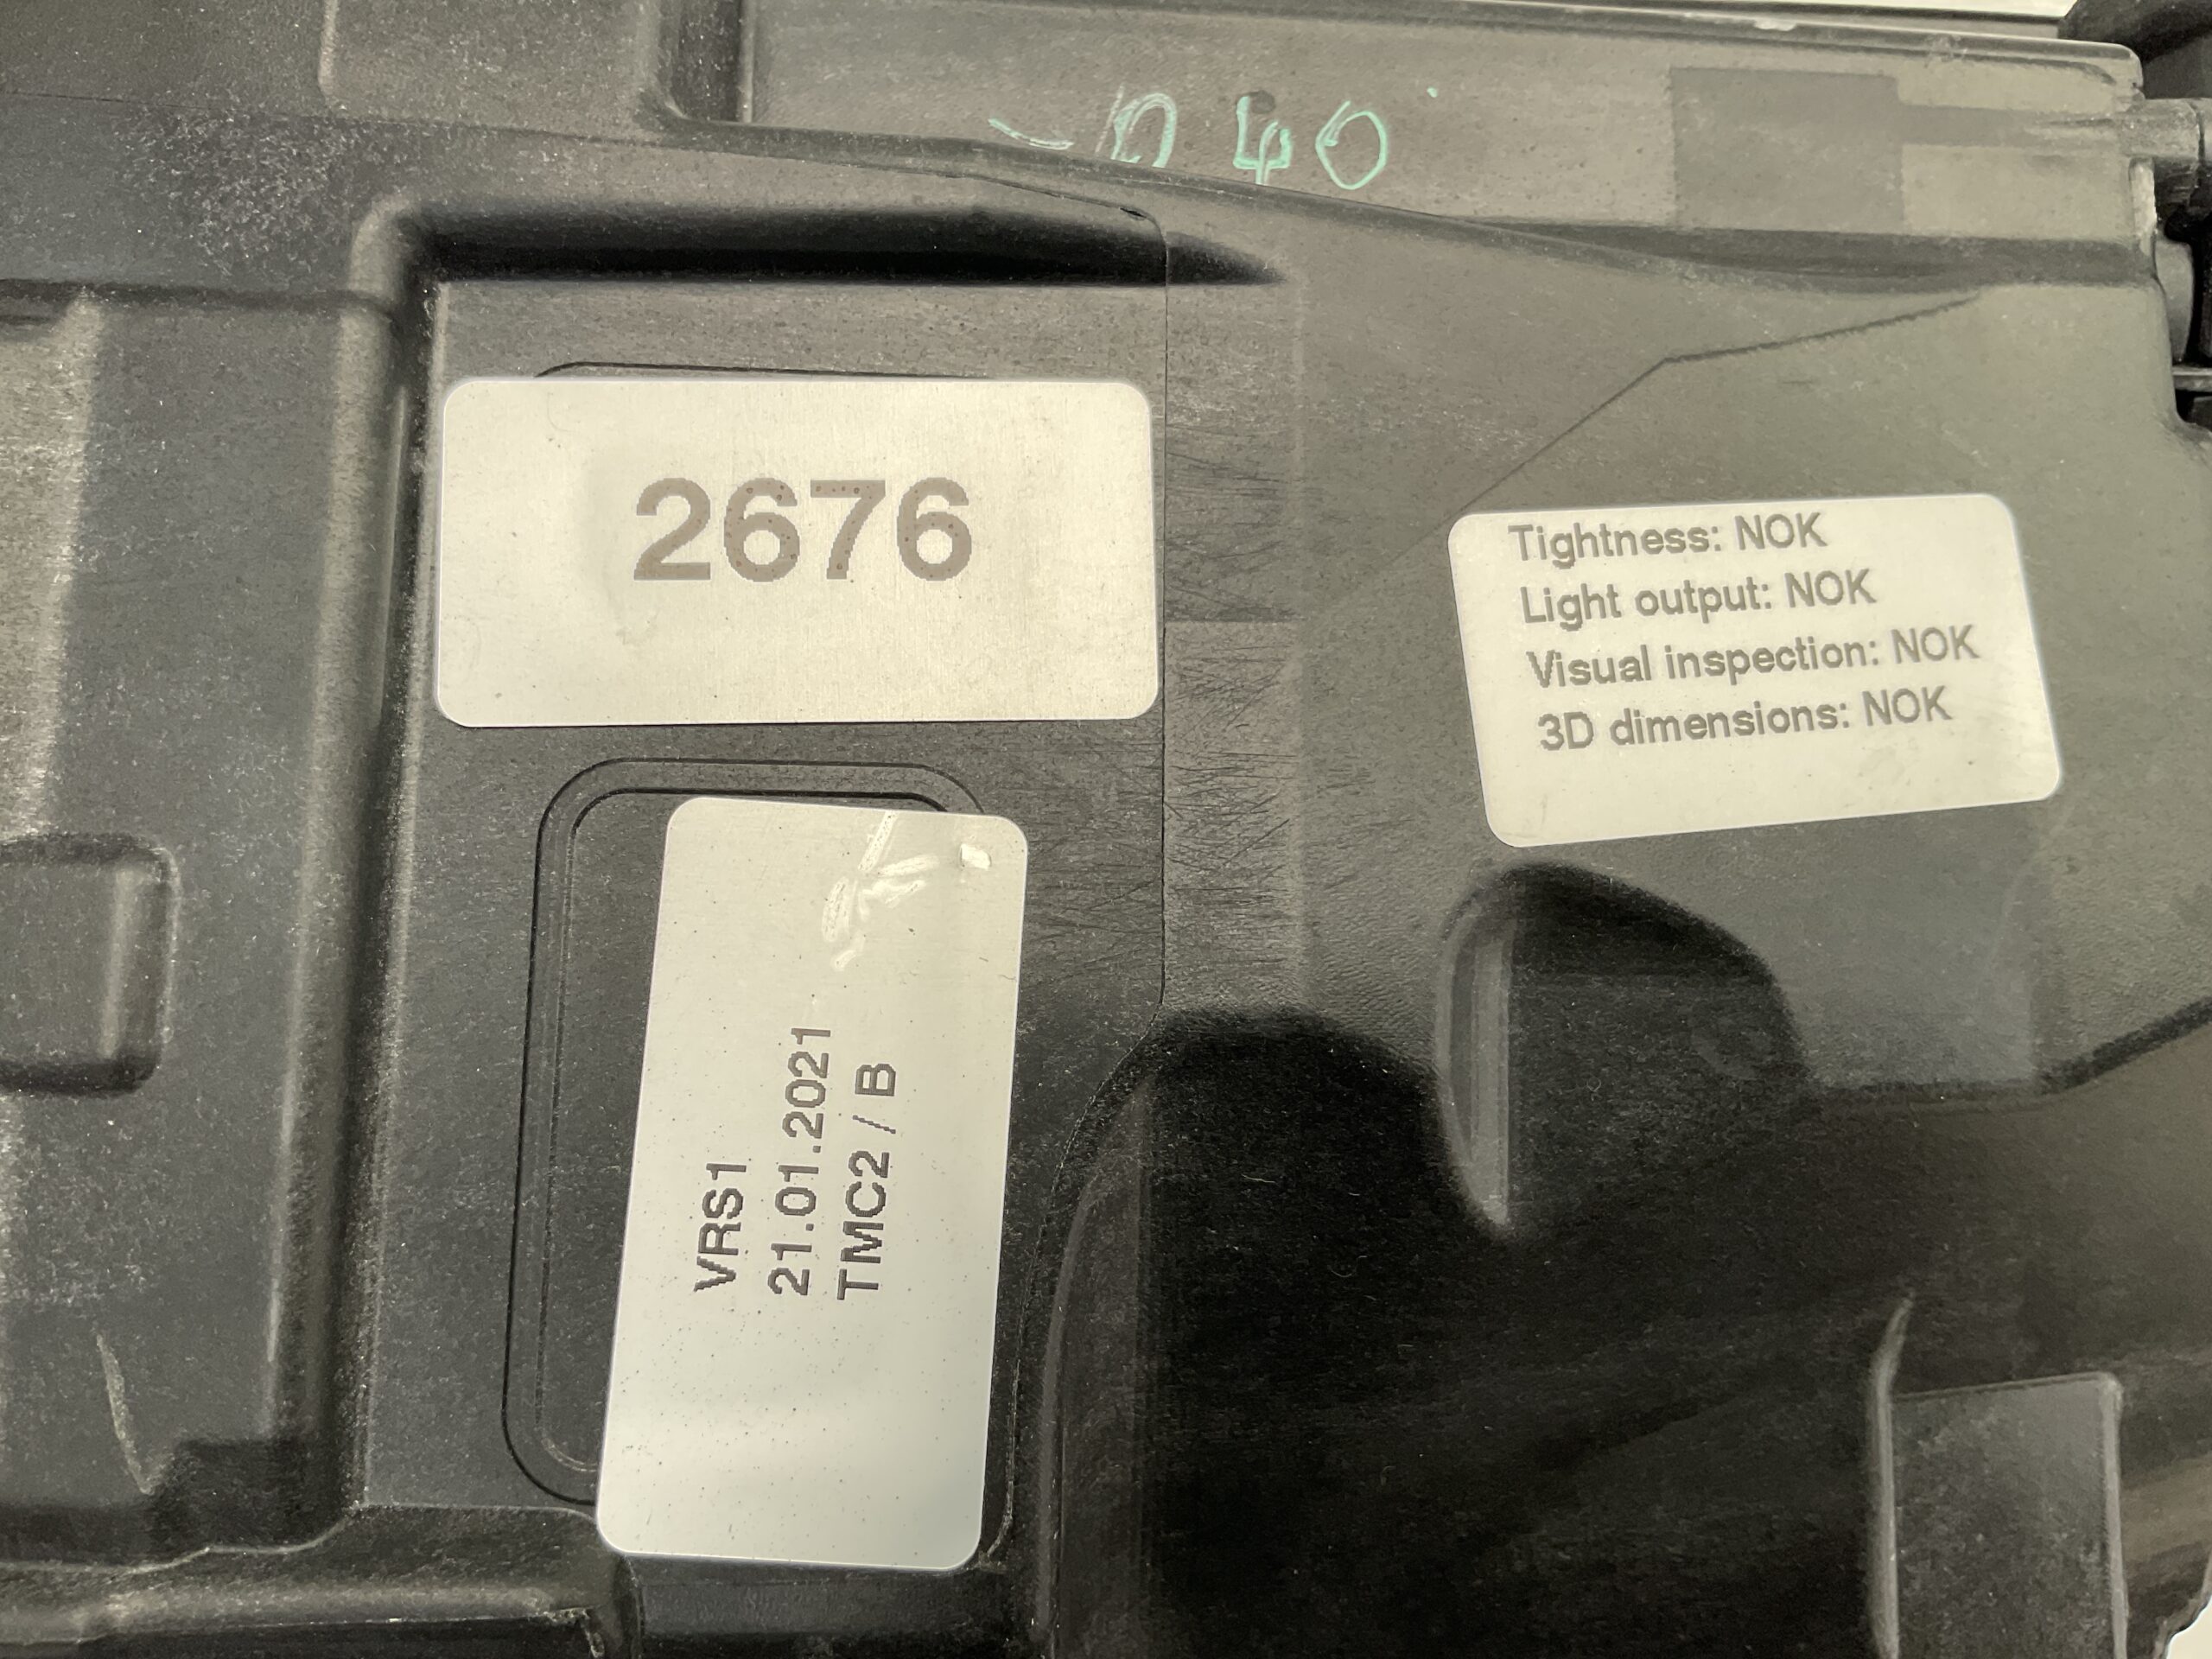 2676
Tightness: NOK
Light output: NOK
Visual inspection: NOK
3D dimensions: NOK
VRS1
21.01.2021
TMC2 / B